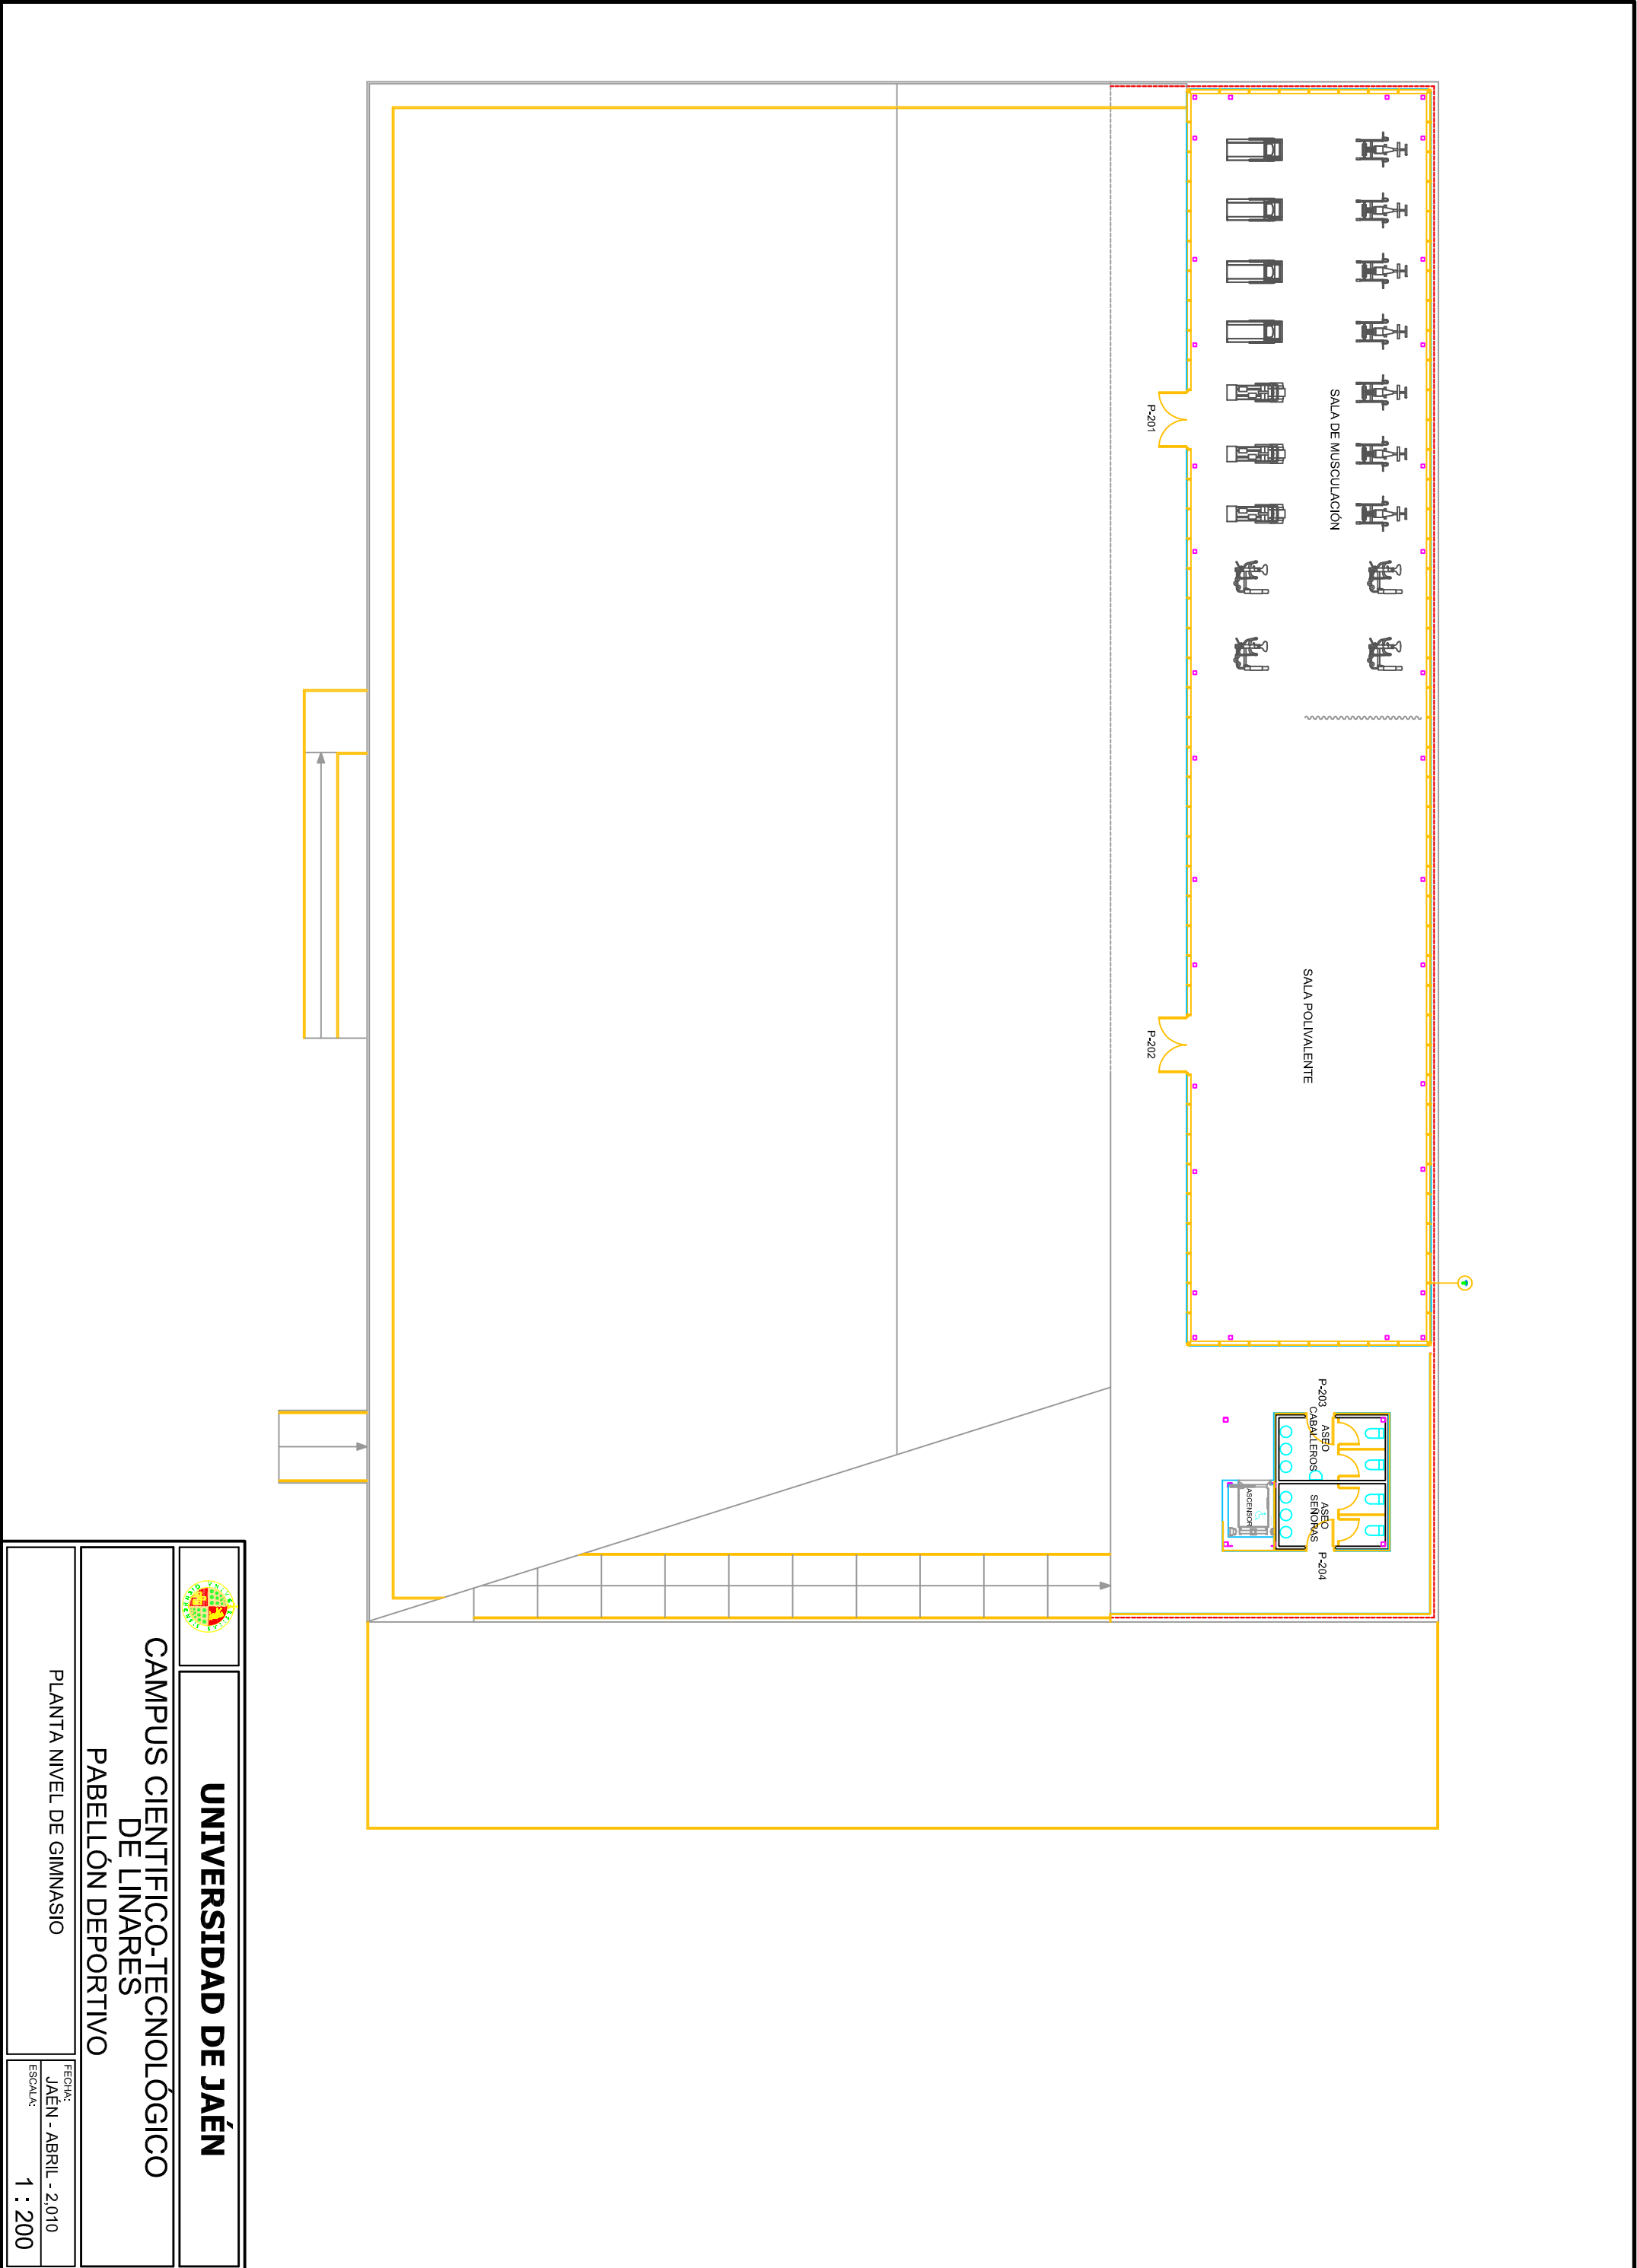 SALA DE MUSCULACIÓN
SALA POLIVALENTE
P-201
P-202
P-203
ASEO
CABALLEROS
ASEO
SEÑORAS
P-204
ASCENSOR
UNIVERSIDAD DE JAÉN
CAMPUS CIENTIFICO-TECNOLÓGICO
DE LINARES
PABELLÓN DEPORTIVO
PLANTA NIVEL DE GIMNASIO
FECHA:
JAÉN - ABRIL - 2,010
ESCALA:
1 : 200